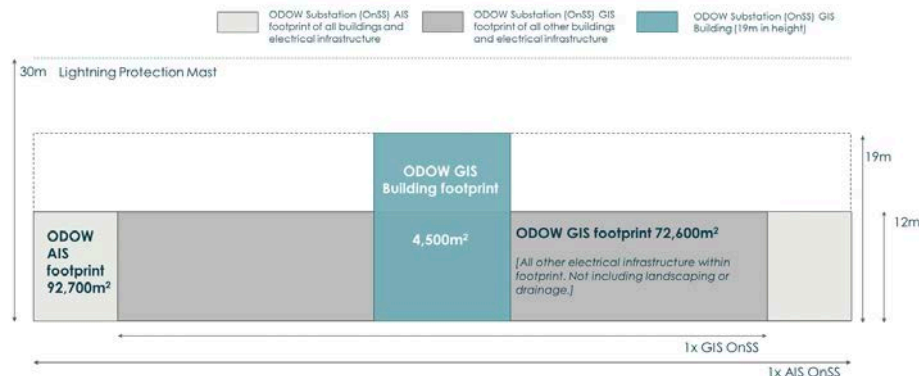 ODOW Substation (OnSS) AIS
footprint of all buildings and
electrical infrastructure
ODOW Substation (OnSS) GIS
footprint of all other buildings
and electrical infrastructure
ODOW Substation (OnSS) GIS
Building (19m in height)
30m Lightning Protection Mast
19m
12m
ODOW GIS
Building footprint
4,500m²
ODOW
AIS
footprint
92,700m²
ODOW GIS footprint 72,600m²
[All other electrical infrastructure within
footprint. Not including landscaping or
drainage.]
1x GIS OnSS
1x AIS OnSS